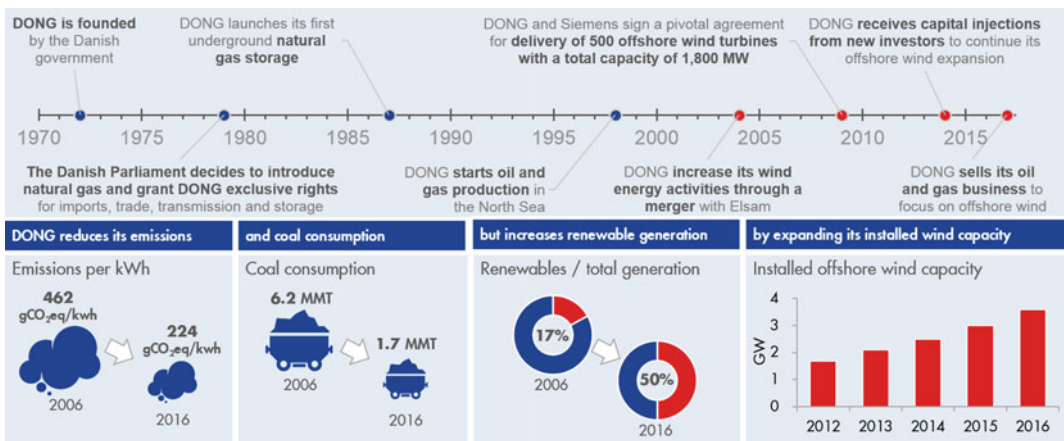 DONG is founded
by the Danish
government
DONG launches its first
underground natural
gas storage
DONG and Siemens sign a pivotal agreement
for delivery of 500 offshore wind turbines
with a total capacity of 1,800 MW
DONG receives capital injections
from new investors to continue its
offshore wind expansion
1970 1975 1980 1985 1990 1995 2000 2005 2010 2015
The Danish Parliament decides to introduce
natural gas and grant DONG exclusive rights
for imports, trade, transmission and storage
DONG starts oil and
gas production in
the North Sea
DONG increase its wind
energy activities through a
merger with Elsam
DONG sells its oil
and gas business to
focus on offshore wind
DONG reduces its emissions
Emissions per kWh
462
gCO₂eq/kwh
2006
224
gCO₂eq/kwh
2016
and coal consumption
Coal consumption
6.2 MMT
2006
1.7 MMT
2016
but increases renewable generation
Renewables / total generation
17%
2006
50%
2016
by expanding its installed wind capacity
Installed offshore wind capacity
GW
4
3
2
1
0
2012 2013 2014 2015 2016